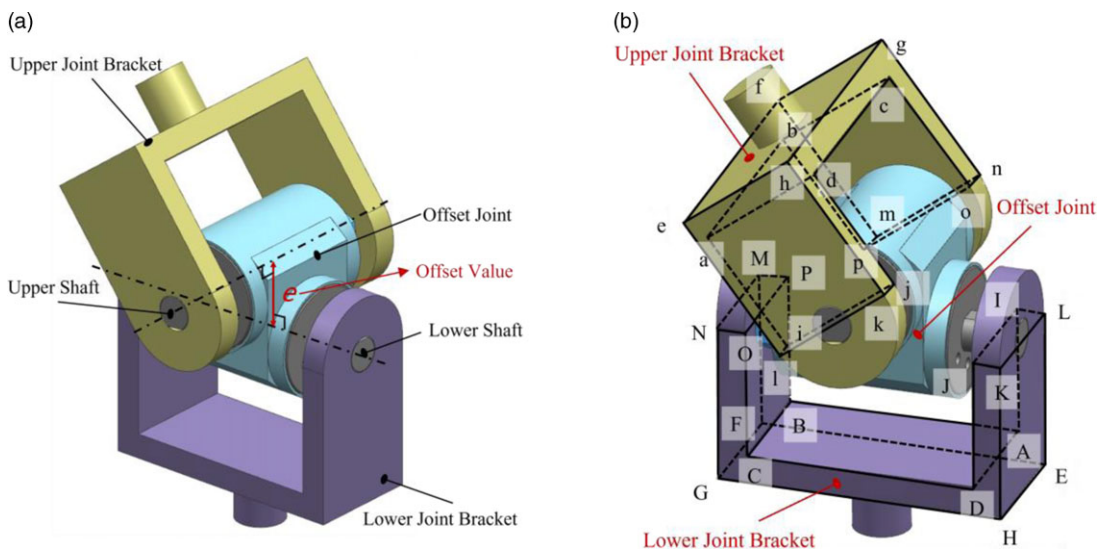 (a)
Upper Joint Bracket
Offset Joint
e
Offset Value
Upper Shaft
Lower Shaft
Lower Joint Bracket
(b)
Upper Joint Bracket
g
f
c
b
h
d
n
e
m
o
Offset Joint
a
p
M
P
j
I
L
N
i
k
O
l
J
K
F
B
A
G
C
E
D
H
Lower Joint Bracket